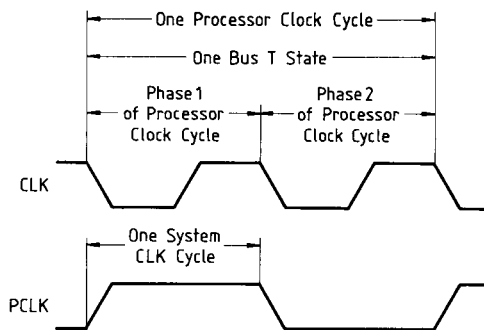 One Processor Clock Cycle
One Bus T State
Phase 1
of Processor
Clock Cycle
Phase 2
of Processor
Clock Cycle
CLK
One System
CLK Cycle
PCLK